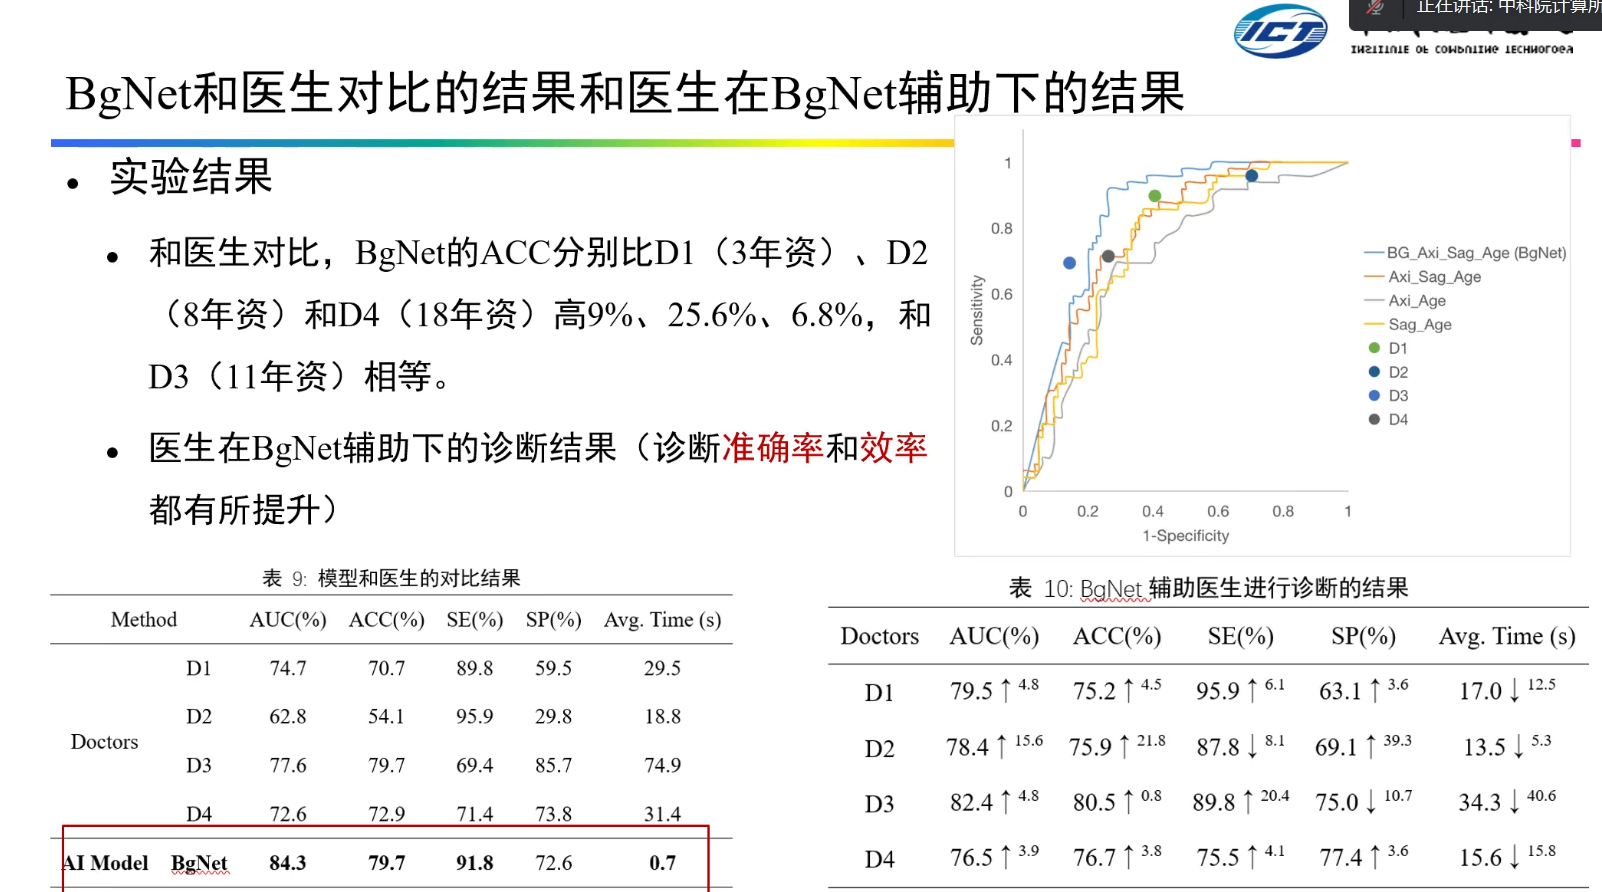 正在讲话: 中科院计算所
ICT
INSTITUTE OF COMPUTING TECHNOLOGY
BgNet和医生对比的结果和医生在BgNet辅助下的结果
• 实验结果
• 和医生对比，BgNet的ACC分别比D1（3年资）、D2
（8年资）和D4（18年资）高9%、25.6%、6.8%，和
D3（11年资）相等。
• 医生在BgNet辅助下的诊断结果（诊断准确率和效率
都有所提升）
Sensitivity
1
0.8
0.6
0.4
0.2
0
0 0.2 0.4 0.6 0.8 1
1-Specificity
BG_Axi_Sag_Age (BgNet)
Axi_Sag_Age
Axi_Age
Sag_Age
D1
D2
D3
D4
表 9: 模型和医生的对比结果
Method AUC(%) ACC(%) SE(%) SP(%) Avg. Time (s)
Doctors
D1 74.7 70.7 89.8 59.5 29.5
D2 62.8 54.1 95.9 29.8 18.8
D3 77.6 79.7 69.4 85.7 74.9
D4 72.6 72.9 71.4 73.8 31.4
AI Model BgNet 84.3 79.7 91.8 72.6 0.7
表 10: BgNet 辅助医生进行诊断的结果
Doctors AUC(%) ACC(%) SE(%) SP(%) Avg. Time (s)
D1 79.5 ↑ 4.8 75.2 ↑ 4.5 95.9 ↑ 6.1 63.1 ↑ 3.6 17.0 ↓ 12.5
D2 78.4 ↑ 15.6 75.9 ↑ 21.8 87.8 ↓ 8.1 69.1 ↑ 39.3 13.5 ↓ 5.3
D3 82.4 ↑ 4.8 80.5 ↑ 0.8 89.8 ↑ 20.4 75.0 ↓ 10.7 34.3 ↓ 40.6
D4 76.5 ↑ 3.9 76.7 ↑ 3.8 75.5 ↑ 4.1 77.4 ↑ 3.6 15.6 ↓ 15.8